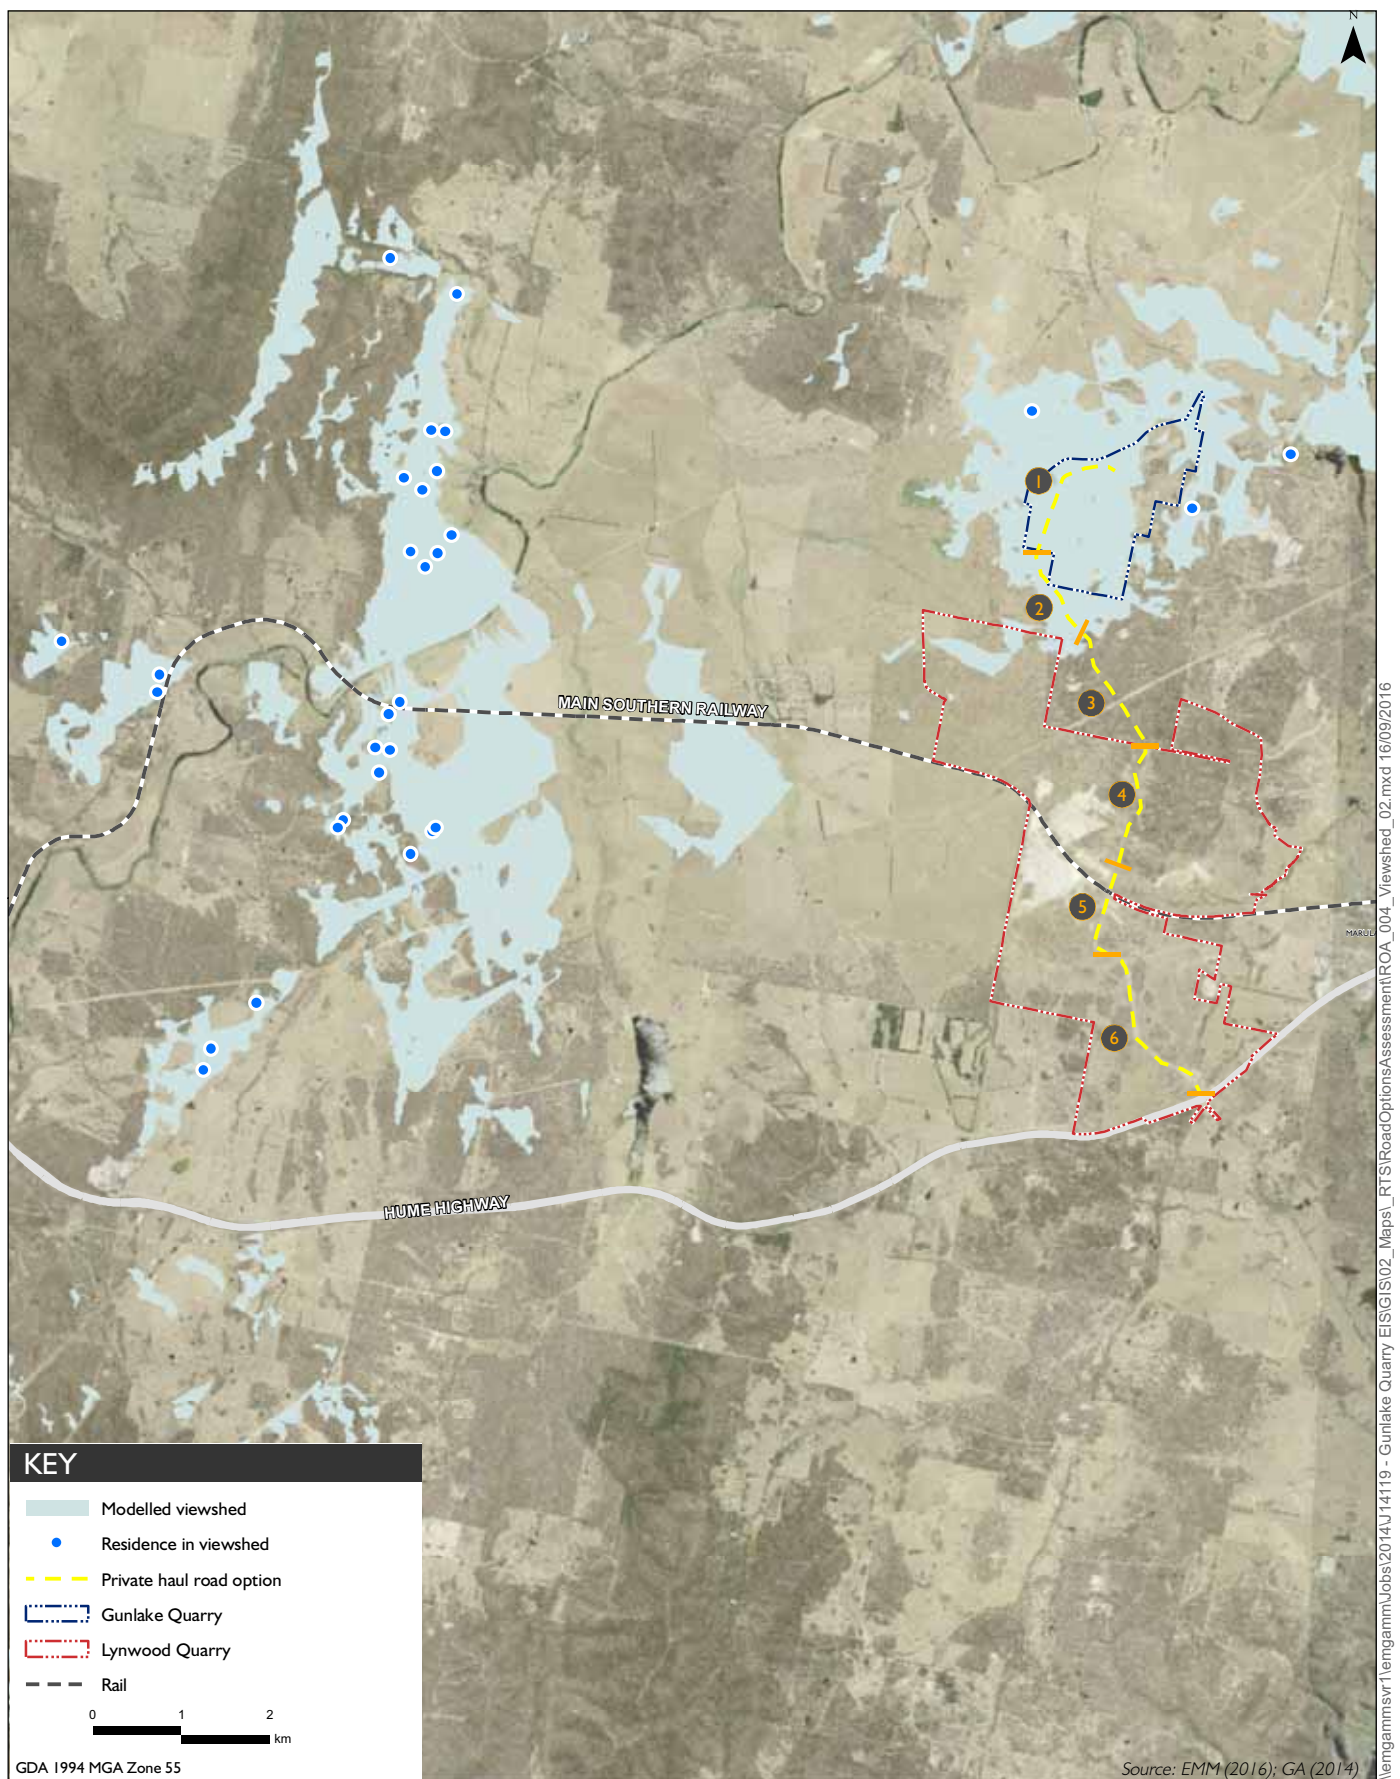 N
1
2
MAIN SOUTHERN RAILWAY
3
4
5
MARUL
6
HUME HIGHWAY
KEY
Modelled viewshed
Residence in viewshed
Private haul road option
Gunlake Quarry
Lynwood Quarry
Rail
0 1 2
km
GDA 1994 MGA Zone 55
Source: EMM (2016); GA (2014)
\\emgammsvr1\emgamm\Jobs\2014\J14119 - Gunlake Quarry EIS\GIS\02_Maps\_RTS\RoadOptionsAssessment\ROA_004_Viewshed_02.mxd 16/09/2016